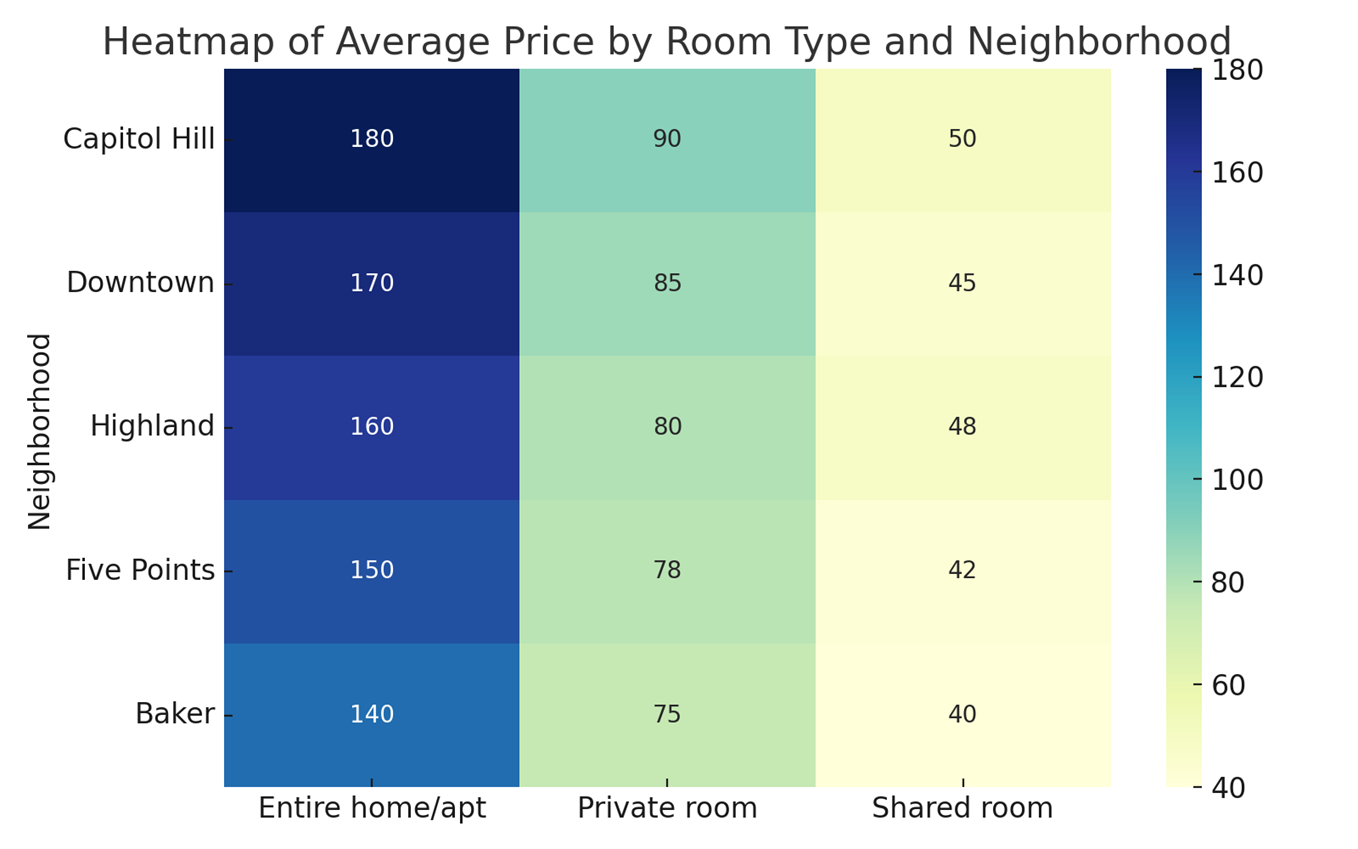 Heatmap of Average Price by Room Type and Neighborhood
Neighborhood
Capitol Hill 180 90 50
Downtown 170 85 45
Highland 160 80 48
Five Points 150 78 42
Baker 140 75 40
Entire home/apt Private room Shared room
180
160
140
120
100
80
60
40